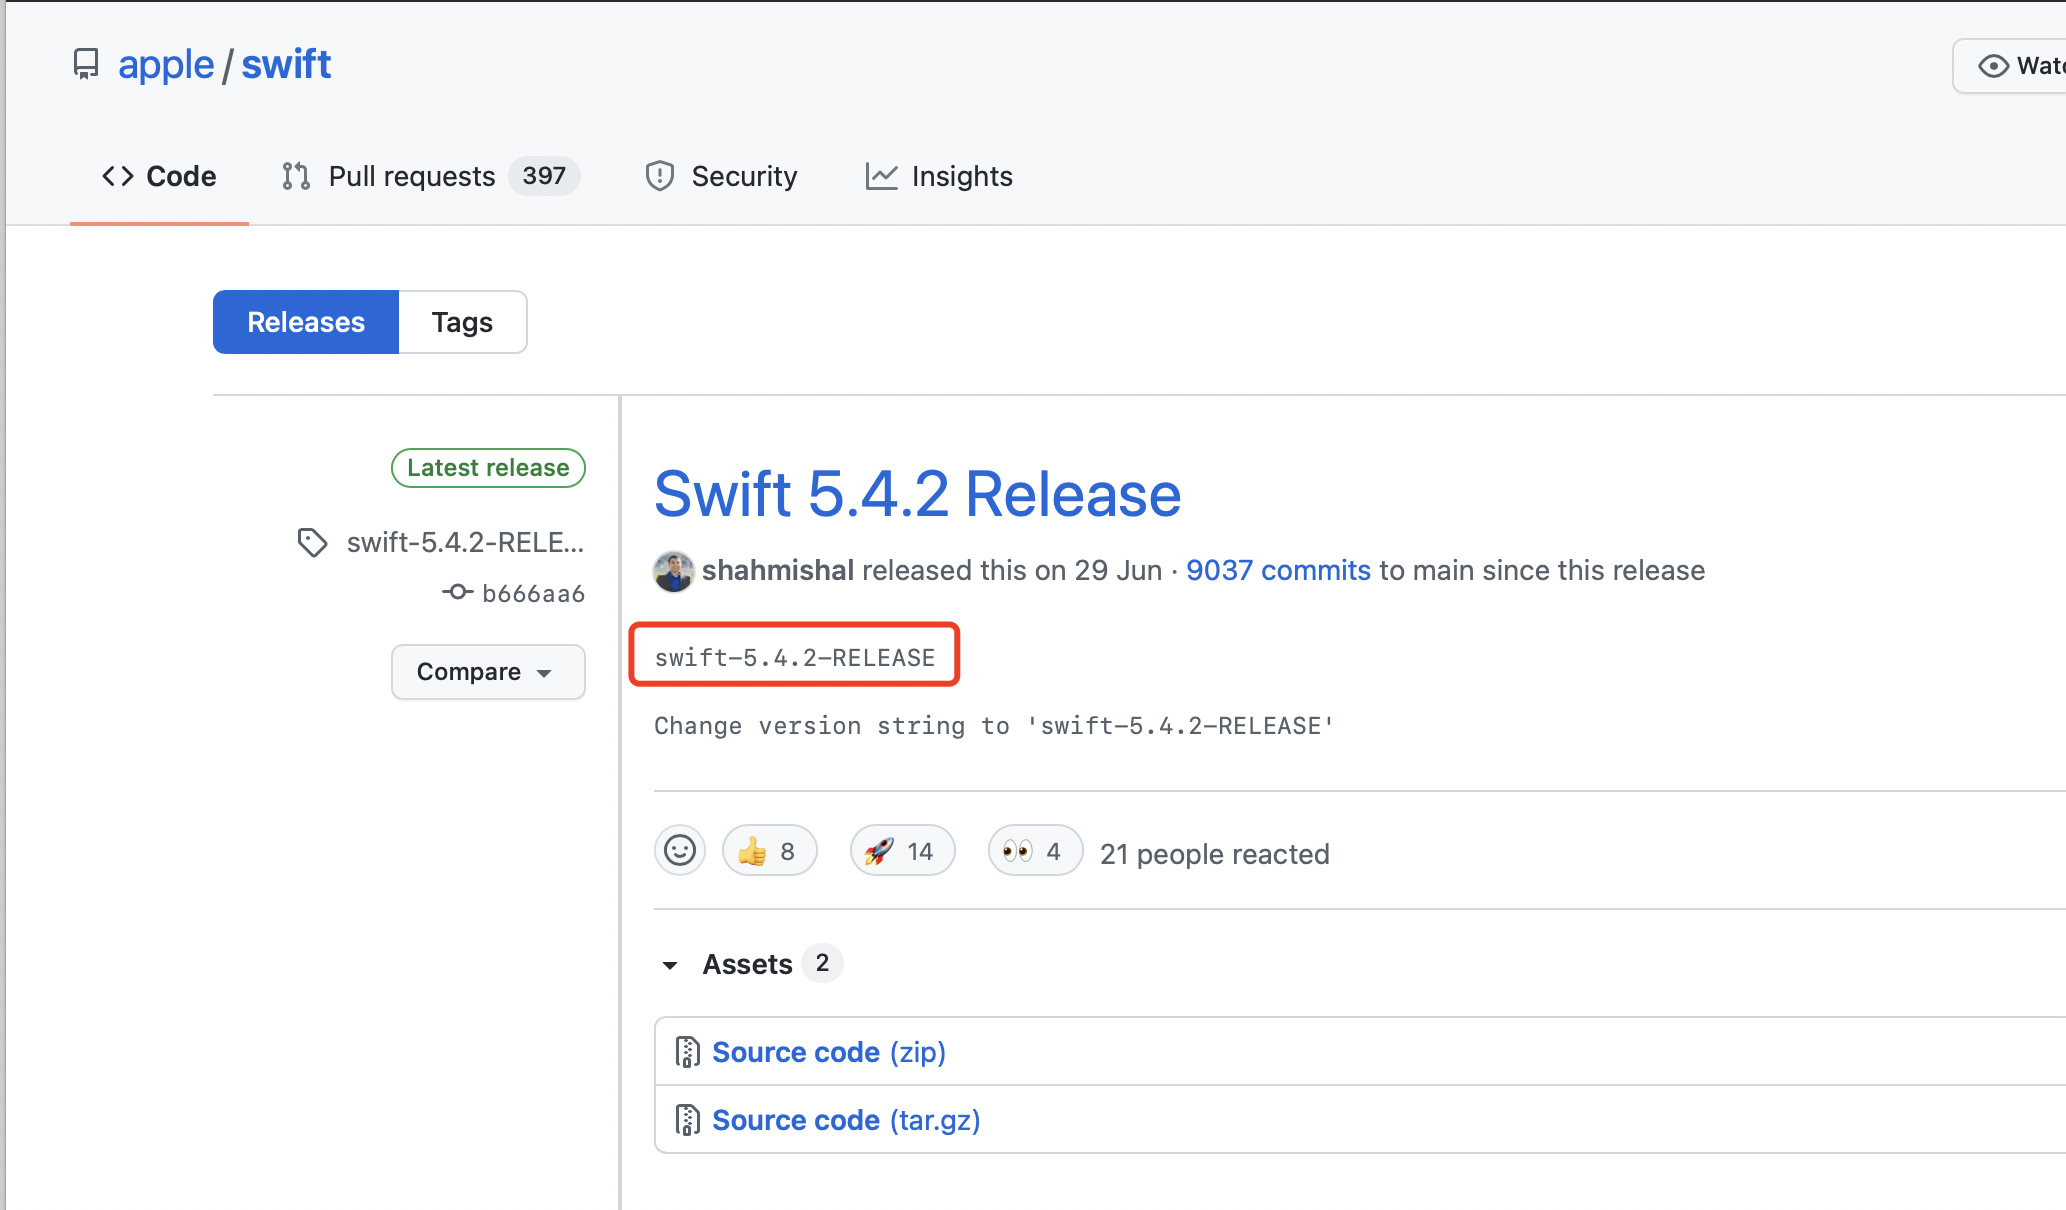 apple / swift
Code
Pull requests 397
Security
Insights
Releases
Tags
Latest release
swift-5.4.2-RELE...
b666aa6
Compare
Swift 5.4.2 Release
shahmishal released this on 29 Jun · 9037 commits to main since this release
swift-5.4.2-RELEASE
Change version string to 'swift-5.4.2-RELEASE'
8
14
4
21 people reacted
Assets 2
Source code (zip)
Source code (tar.gz)